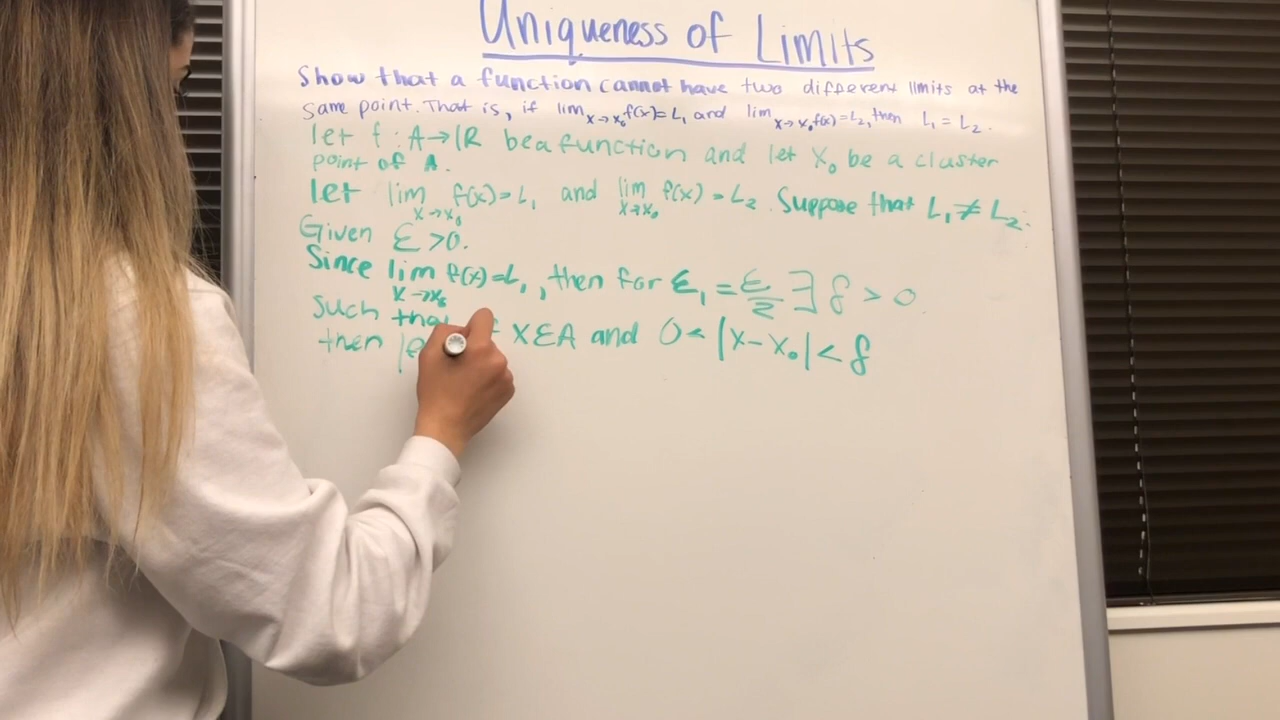 Uniqueness of Limits
Show that a function cannot have two different limits at the
same point. That is, if lim x→x₀ f(x)=L₁ and lim x→x₀ f(x)=L₂, then L₁ = L₂.
let f : A→ℝ be a function and let X₀ be a cluster
point of A.
let lim x→x₀ f(x)=L₁ and lim x→x₀ f(x)=L₂. Suppose that L₁ ≠ L₂.
Given ε>0.
Since lim x→x₀ f(x)=L₁, then for ε₁ = ε/2 ∃ δ > 0
such that XεA and 0<|x-x₀|<δ
then